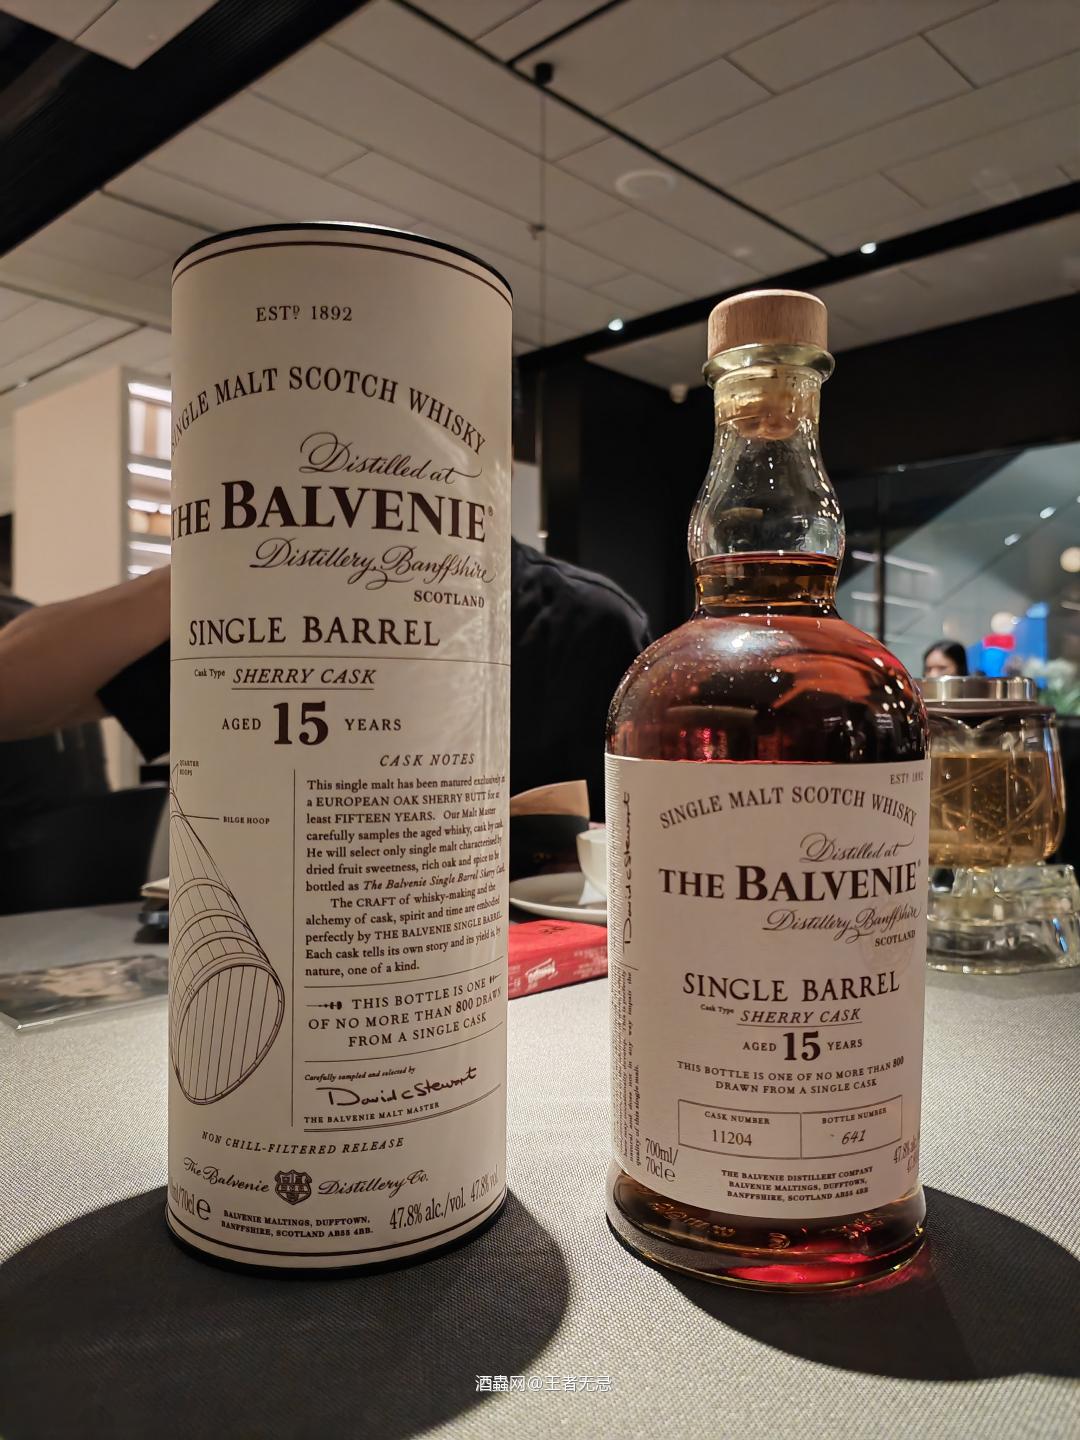 ESTD 1892
SINGLE MALT SCOTCH WHISKY
Distilled at
THE BALVENIE®
Distillery, Banffshire
SCOTLAND
SINGLE BARREL
Cask Type SHERRY CASK
AGED 15 YEARS
QUARTER
HOOPS
BILGE HOOP
CASK NOTES
This single malt has been matured exclusively in
a EUROPEAN OAK SHERRY BUTT for at
least FIFTEEN YEARS. Our Malt Master
carefully samples the aged whisky, cask by cask.
He will select only single malt characterised by
dried fruit sweetness, rich oak and spice to be
bottled as The Balvenie Single Barrel Sherry Cask.
The CRAFT of whisky-making and the
alchemy of cask, spirit and time are embodied
perfectly by THE BALVENIE SINGLE BARREL.
Each cask tells its own story and its yield is, by
nature, one of a kind.
THIS BOTTLE IS ONE
OF NO MORE THAN 800 DRAWN
FROM A SINGLE CASK
Carefully sampled and selected by
David C Stewart
THE BALVENIE MALT MASTER
NON CHILL-FILTERED RELEASE
The Balvenie Distillery Co.
ml/70cl e
BALVENIE MALTINGS, DUFFTOWN,
BANFFSHIRE, SCOTLAND AB55 4BB.
47.8% alc./vol. 47.8% vol.
ESTD 1892
SINGLE MALT SCOTCH WHISKY
Distilled at
THE BALVENIE®
Distillery, Banffshire
SCOTLAND
SINGLE BARREL
Cask Type SHERRY CASK
AGED 15 YEARS
THIS BOTTLE IS ONE OF NO MORE THAN 800
DRAWN FROM A SINGLE CASK
CASK NUMBER
11204
BOTTLE NUMBER
641
700ml/
70cl e
47.8%
THE BALVENIE DISTILLERY COMPANY
BALVENIE MALTINGS, DUFFTOWN,
BANFFSHIRE, SCOTLAND AB55 4BB
David C Stewart
quality of this single malt.
酒蟲网@王者无忌